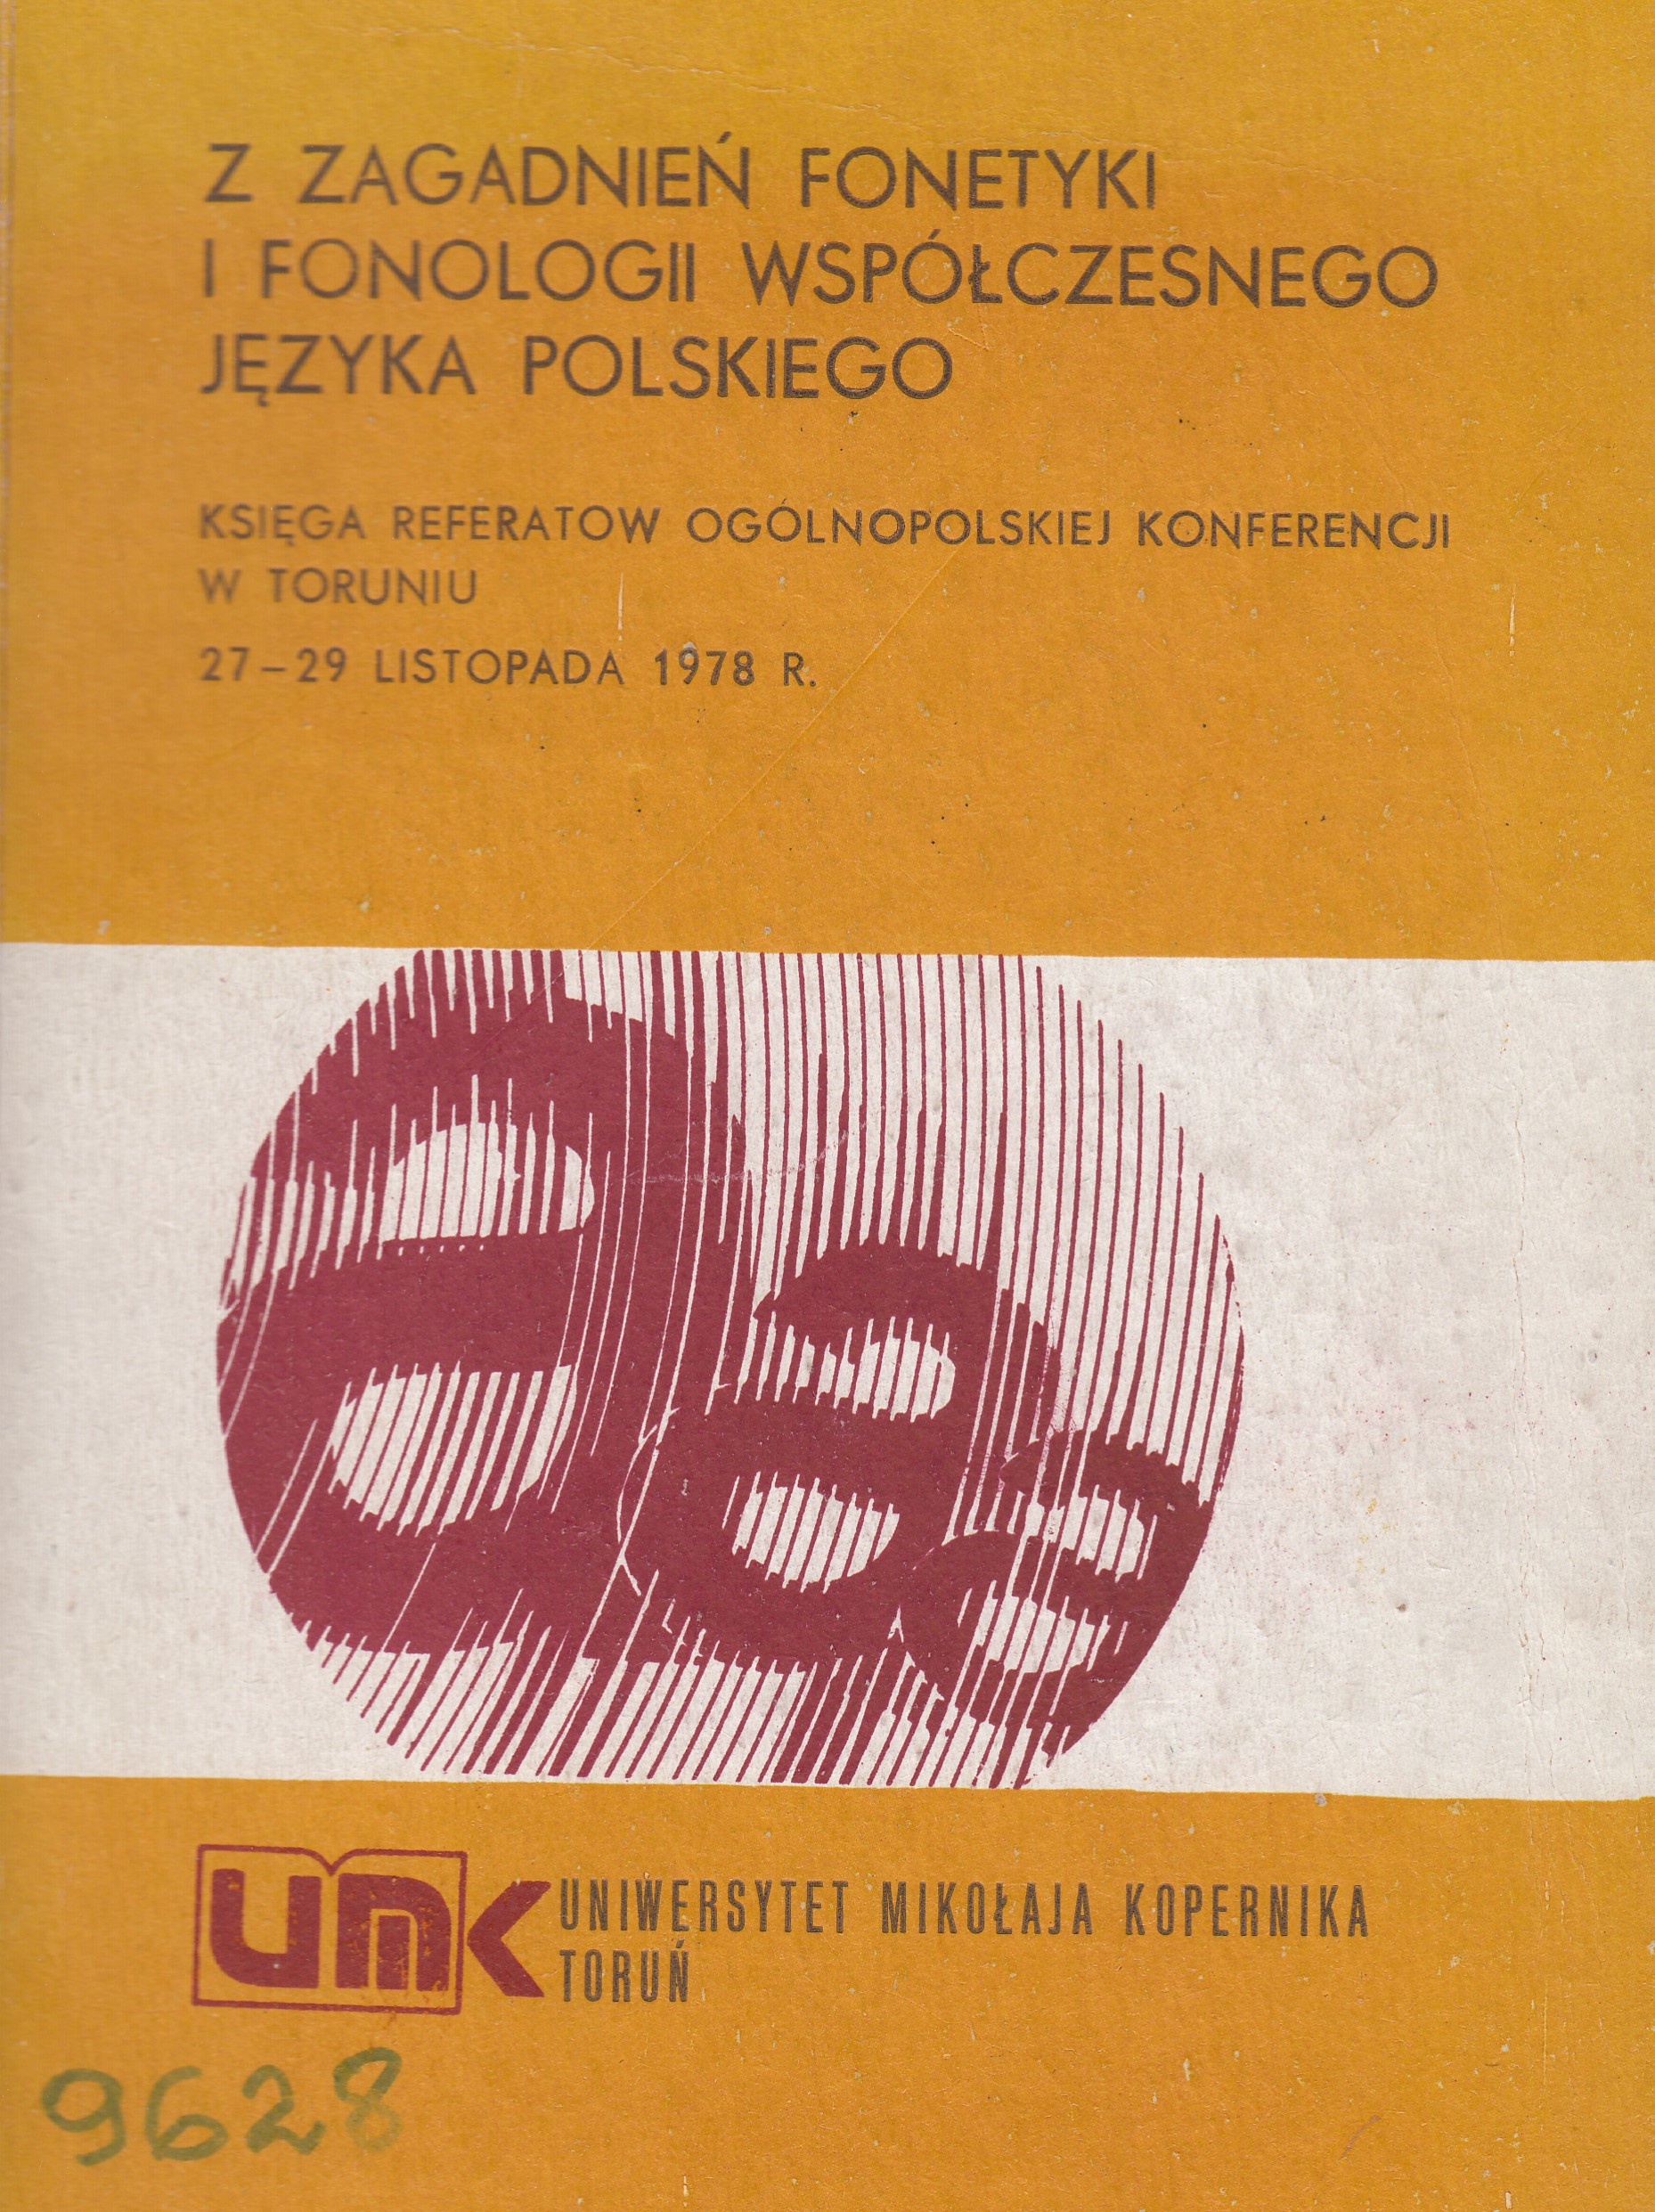 Z ZAGADNIEŃ FONETYKI
I FONOLOGII WSPÓŁCZESNEGO
JĘZYKA POLSKIEGO
KSIĘGA REFERATOW OGÓLNOPOLSKIEJ KONFERENCJI
W TORUNIU
27–29 LISTOPADA 1978 R.
UMK UNIWERSYTET MIKOŁAJA KOPERNIKA
TORUŃ
9628